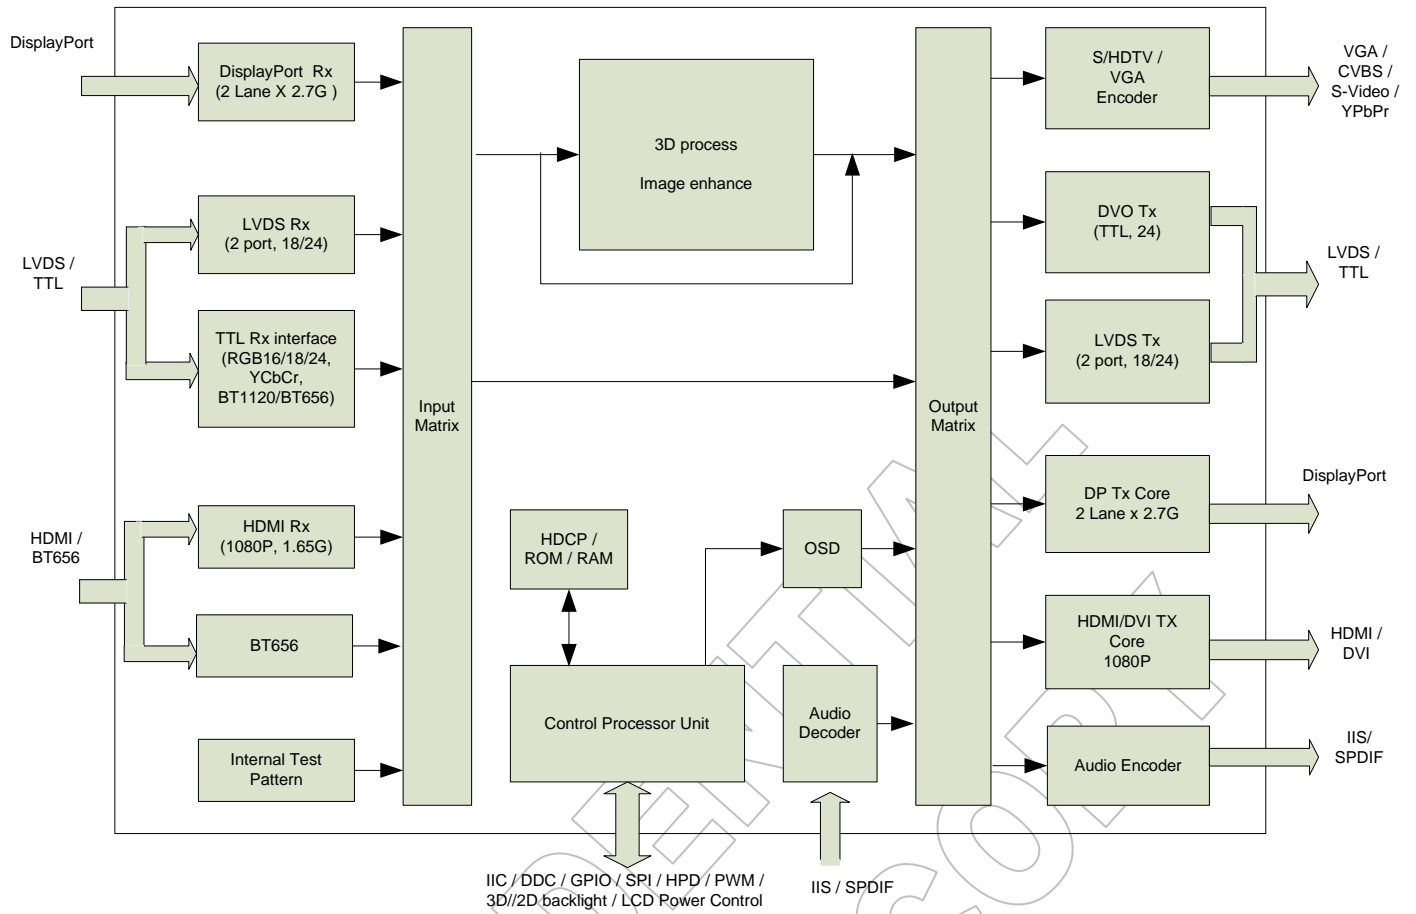 DisplayPort
DisplayPort Rx
(2 Lane X 2.7G )
LVDS /
TTL
LVDS Rx
(2 port, 18/24)
TTL Rx interface
(RGB16/18/24,
YCbCr,
BT1120/BT656)
HDMI /
BT656
HDMI Rx
(1080P, 1.65G)
BT656
Internal Test
Pattern
Input
Matrix
3D process
Image enhance
HDCP /
ROM / RAM
OSD
Control Processor Unit
Audio
Decoder
IIC / DDC / GPIO / SPI / HPD / PWM /
3D//2D backlight / LCD Power Control
IIS / SPDIF
Output
Matrix
S/HDTV /
VGA
Encoder
VGA /
CVBS /
S-Video /
YPbPr
DVO Tx
(TTL, 24)
LVDS Tx
(2 port, 18/24)
LVDS /
TTL
DP Tx Core
2 Lane x 2.7G
DisplayPort
HDMI/DVI TX
Core
1080P
HDMI /
DVI
Audio Encoder
IIS/
SPDIF
DENTIAL
COPY